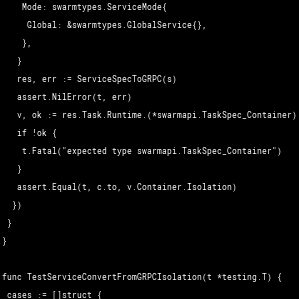 Mode: swarmtypes.ServiceMode{
Global: &swarmtypes.GlobalService{},
},
}
res, err := ServiceSpecToGRPC(s)
assert.NilError(t, err)
v, ok := res.Task.Runtime.(*swarmapi.TaskSpec_Container)
if !ok {
t.Fatal("expected type swarmapi.TaskSpec_Container")
}
assert.Equal(t, c.to, v.Container.Isolation)
})
}
}
func TestServiceConvertFromGRPCIsolation(t *testing.T) {
cases := []struct {